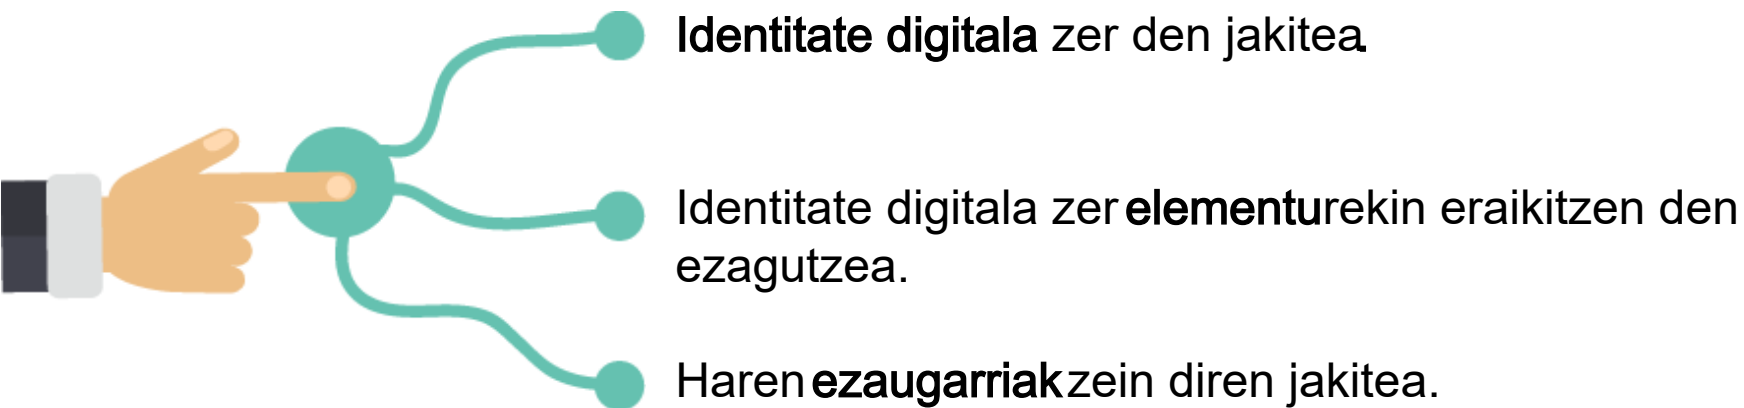 Identitate digitala zer den jakitea.
Identitate digitala zer elementurekin eraikitzen den
ezagutzea.
Haren ezaugarriak zein diren jakitea.